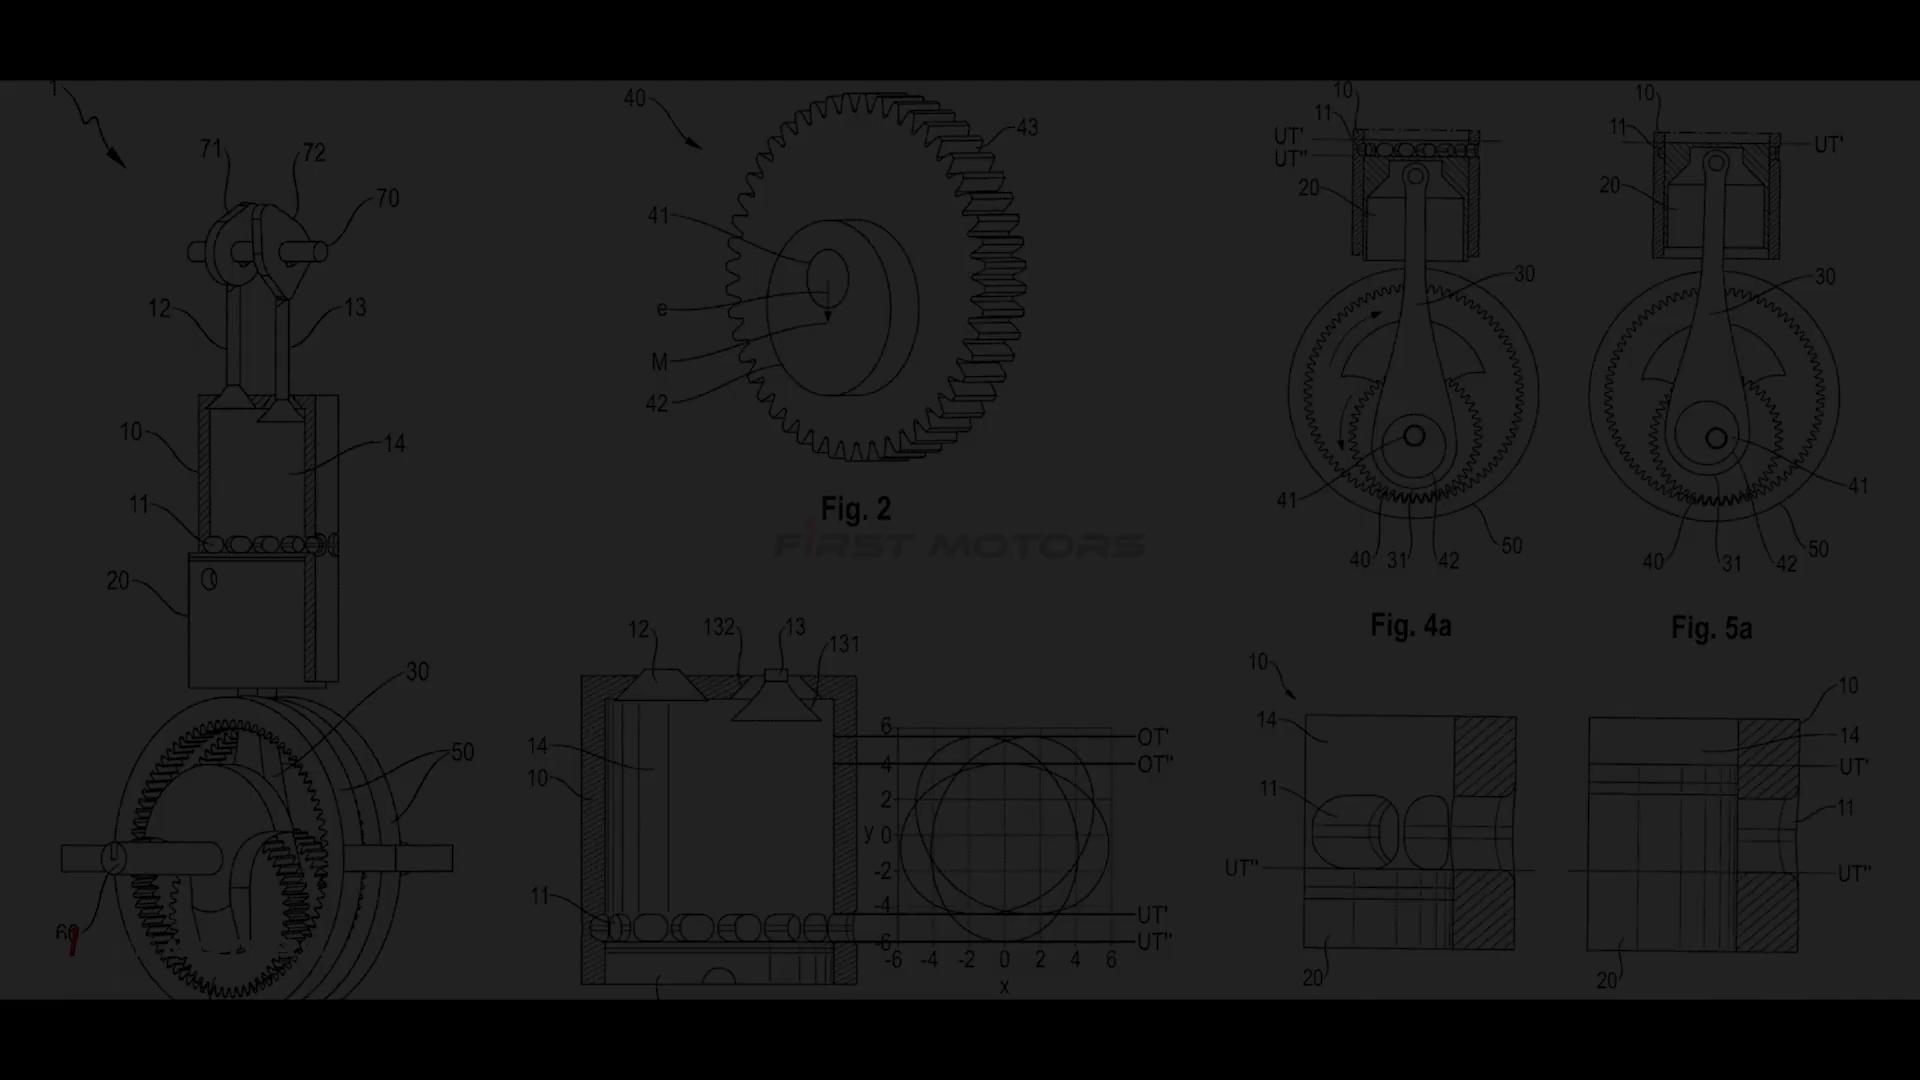 1
71
72
70
12
13
10
14
11
20
30
50
60
40
43
41
e
M
42
Fig. 2
FIRST MOTORS
12
132
13
131
14
10
11
6
4
2
y 0
-2
-4
-6
-6 -4 -2 0 2 4 6
x
OT'
OT"
UT'
UT"
10
11
UT'
UT"
20
30
41
40 31 42
50
Fig. 4a
10
11
UT'
20
30
41
40 31 42
50
Fig. 5a
10
14
11
UT"
20
10
14
UT'
11
UT"
20